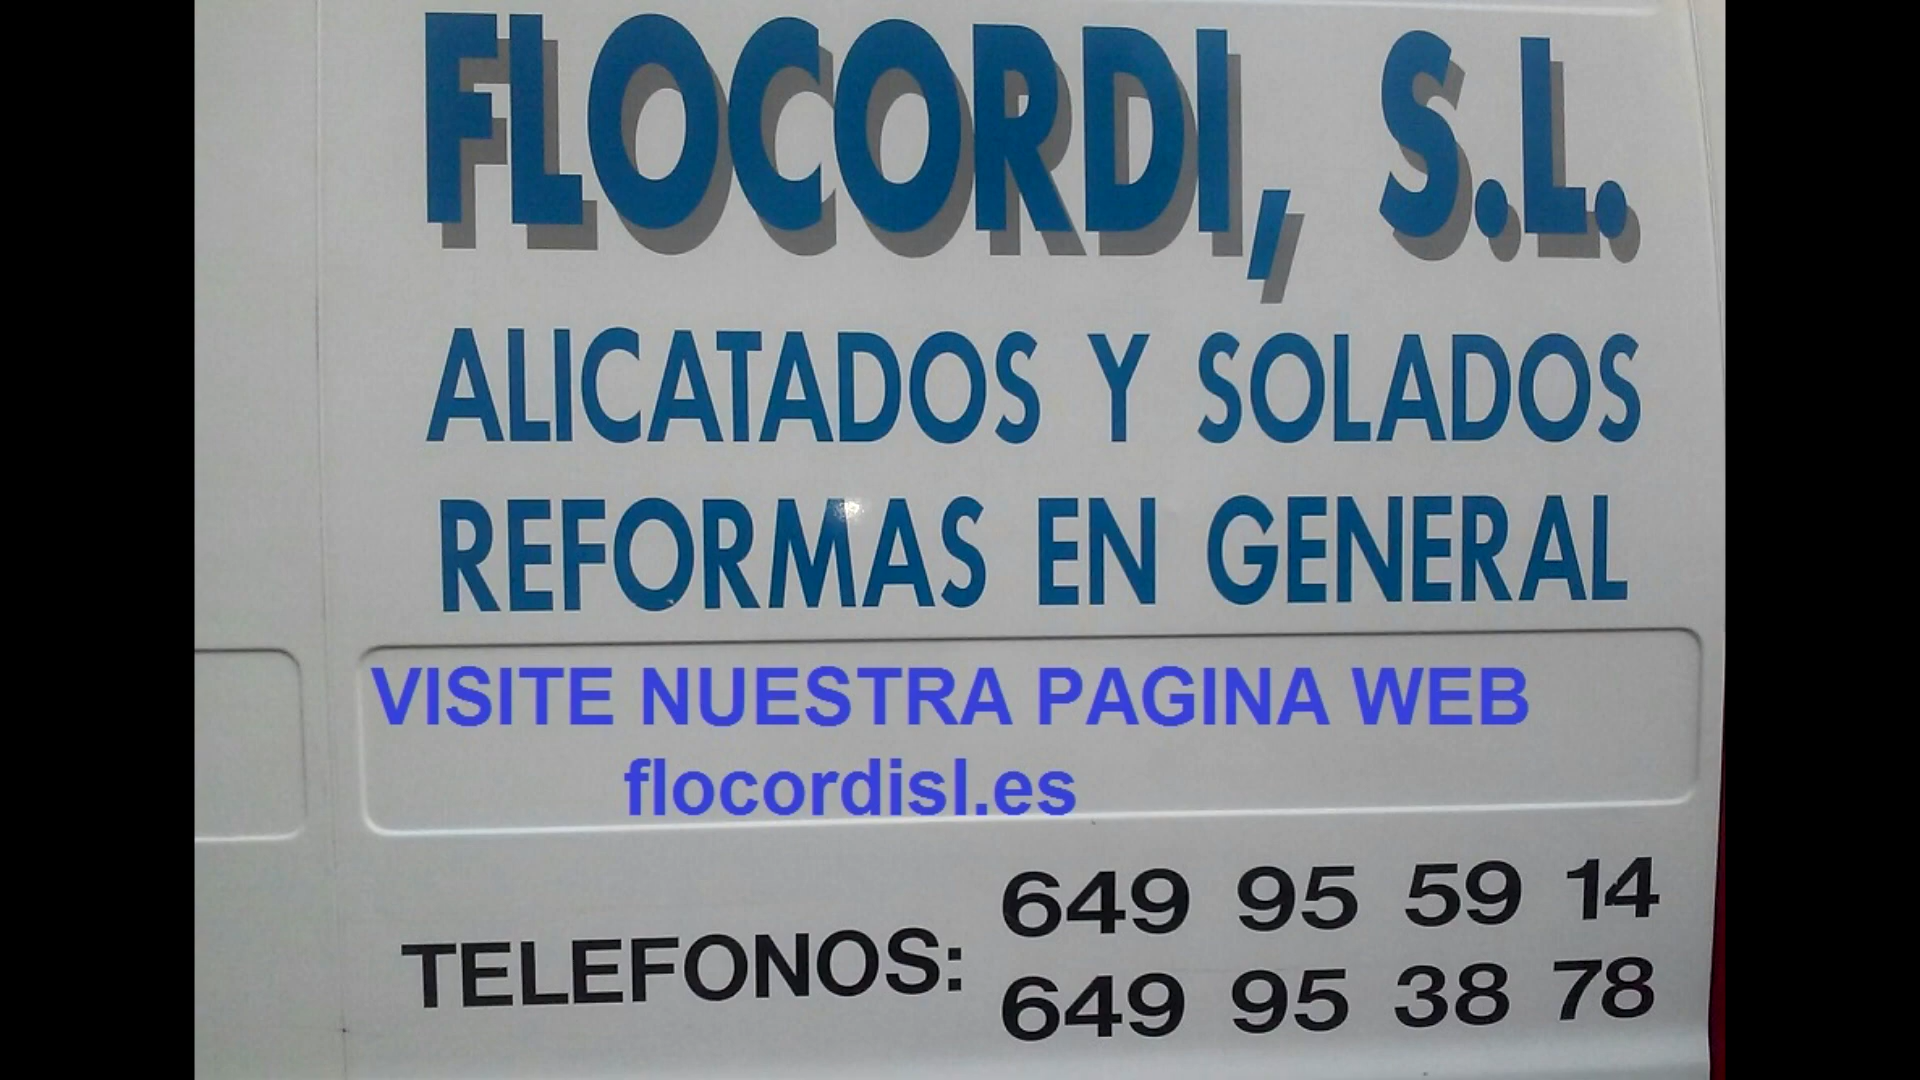 FLOCORDI, S.L.
ALICATADOS Y SOLADOS
REFORMAS EN GENERAL
VISITE NUESTRA PAGINA WEB
flocordisl.es
TELEFONOS: 649 95 59 14
649 95 38 78